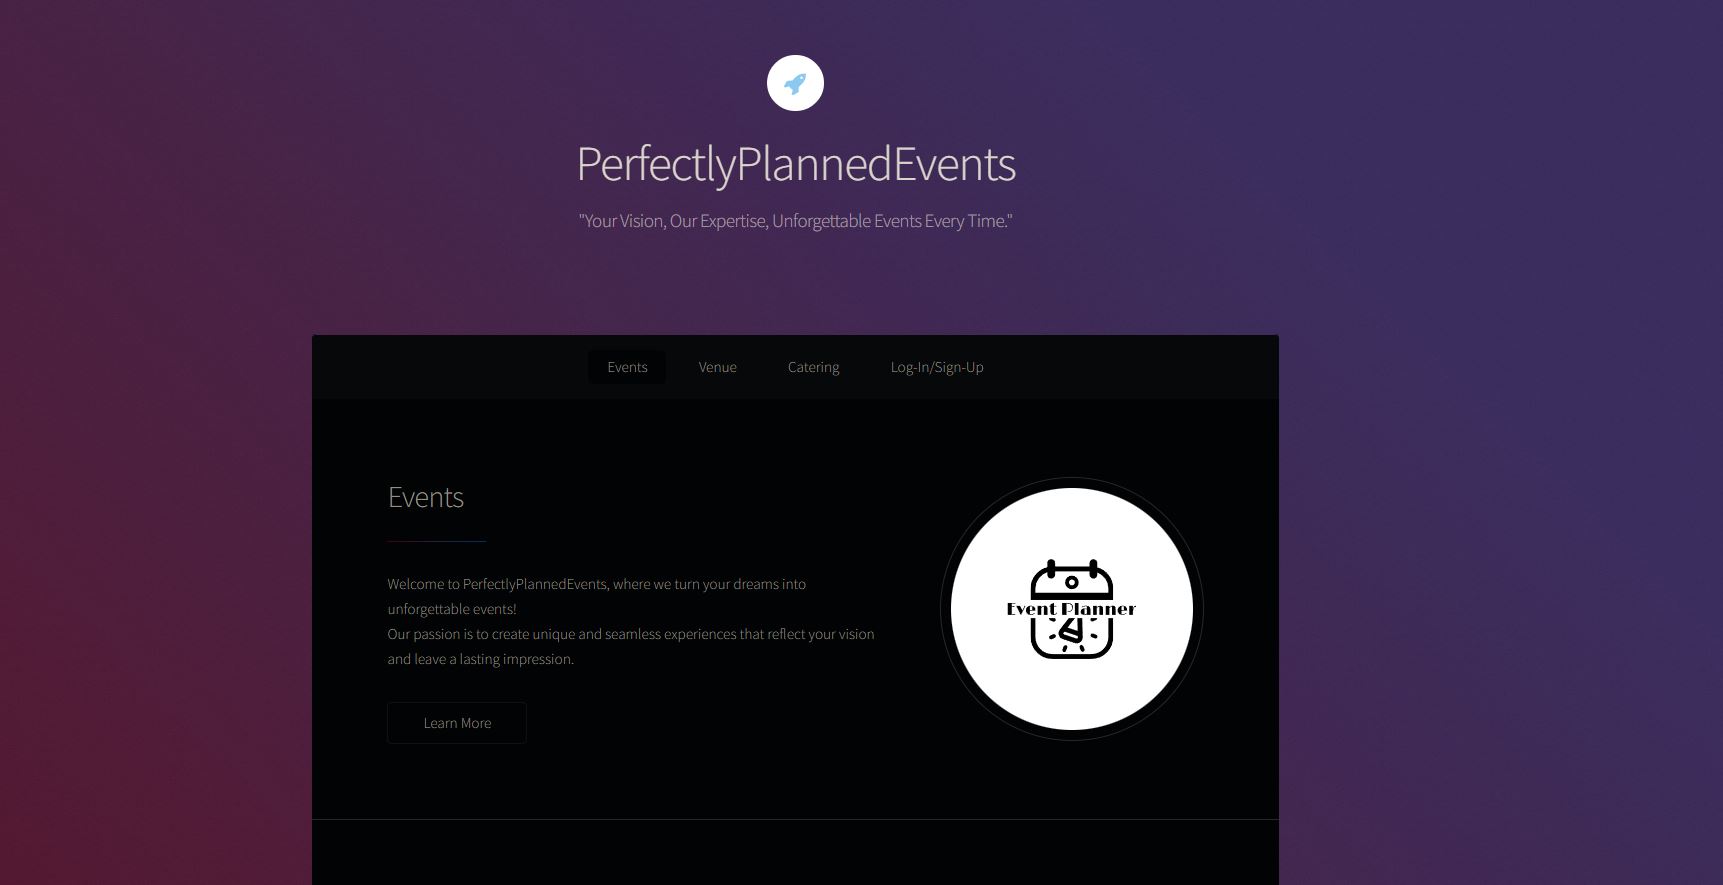 PerfectlyPlannedEvents
"Your Vision, Our Expertise, Unforgettable Events Every Time."
Events Venue Catering Log-In/Sign-Up
Events
Welcome to PerfectlyPlannedEvents, where we turn your dreams into
unforgettable events!
Our passion is to create unique and seamless experiences that reflect your vision
and leave a lasting impression.
Learn More
Event Planner